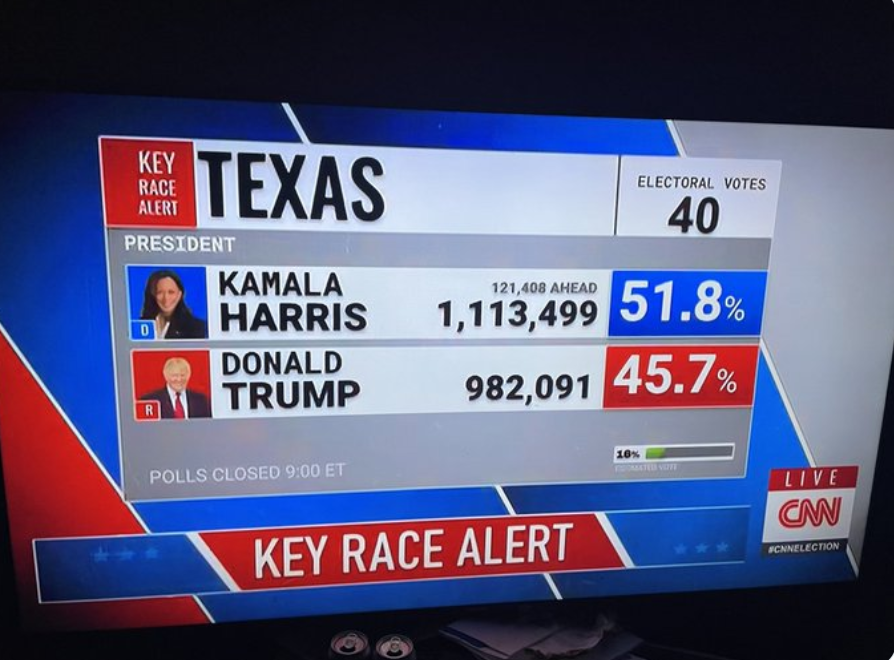 KEY
RACE
ALERT
TEXAS
ELECTORAL VOTES
40
PRESIDENT
D
KAMALA
HARRIS
121,408 AHEAD
1,113,499
51.8%
R
DONALD
TRUMP
982,091
45.7%
16%
ESTIMATED VOTE
POLLS CLOSED 9:00 ET
LIVE
CNN
#CNNELECTION
KEY RACE ALERT